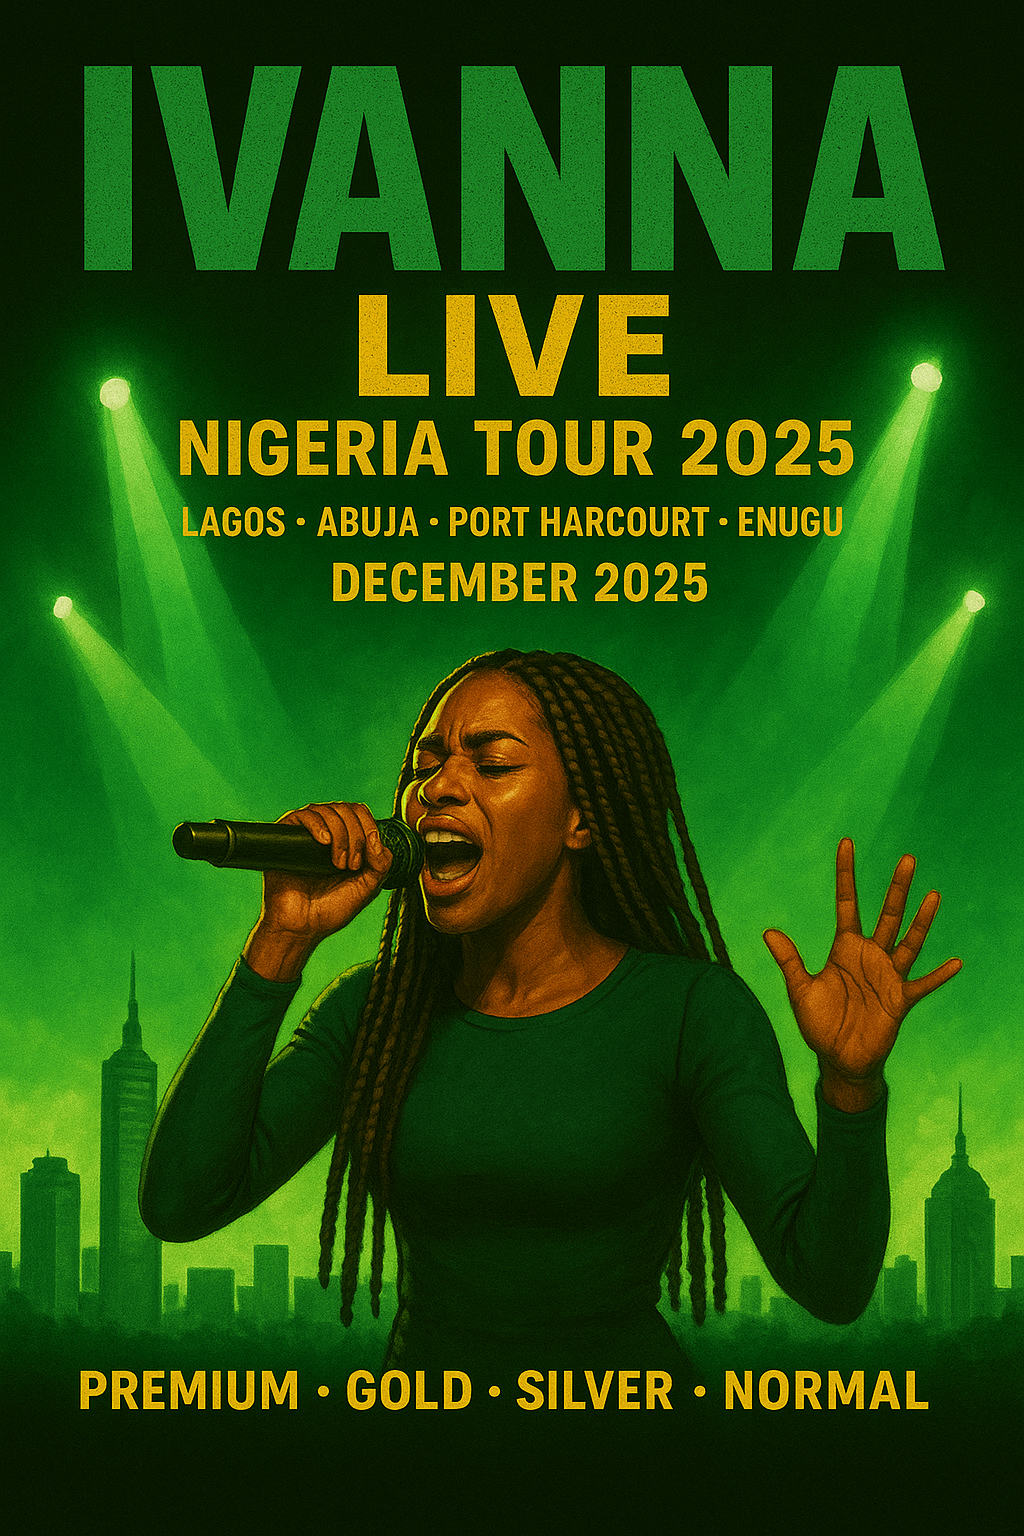 IVANNA
LIVE
NIGERIA TOUR 2025
LAGOS · ABUJA · PORT HARCOURT · ENUGU
DECEMBER 2025
PREMIUM · GOLD · SILVER · NORMAL